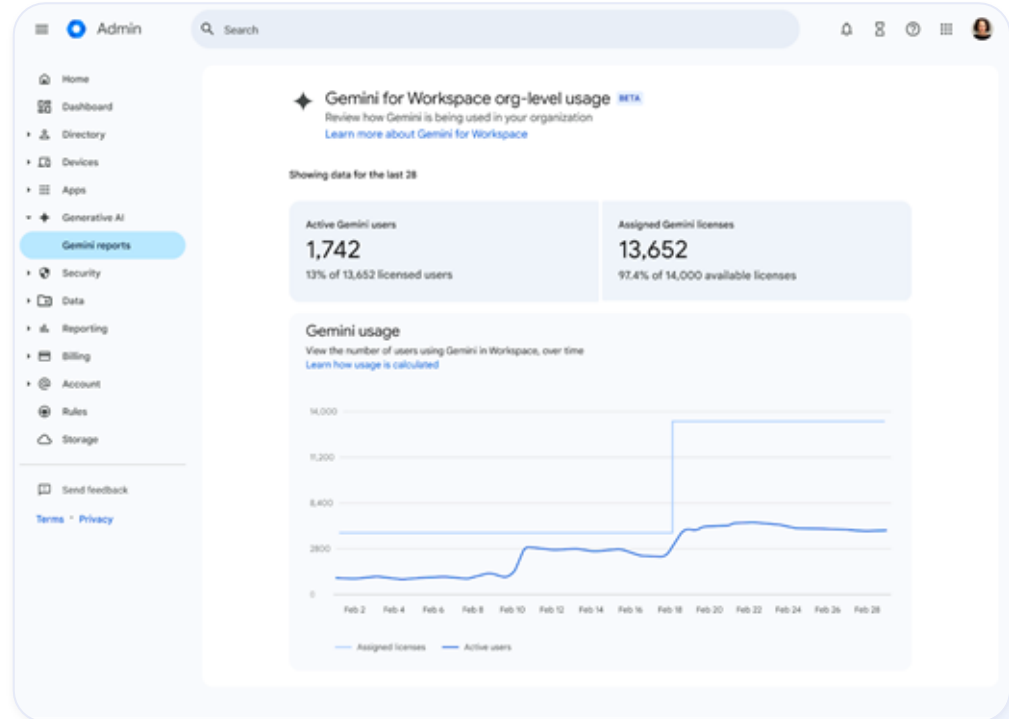 Admin
Search
Home
Dashboard
Directory
Devices
Apps
Generative AI
Gemini reports
Security
Data
Reporting
Billing
Account
Rules
Storage
Send feedback
Terms • Privacy
Gemini for Workspace org-level usage BETA
Review how Gemini is being used in your organization
Learn more about Gemini for Workspace
Showing data for the last 28
Active Gemini users
1,742
13% of 13,652 licensed users
Assigned Gemini licenses
13,652
97.4% of 14,000 available licenses
Gemini usage
View the number of users using Gemini in Workspace, over time
Learn how usage is calculated
14,000
11,200
8,400
2800
0
Feb 2 Feb 4 Feb 6 Feb 8 Feb 10 Feb 12 Feb 14 Feb 16 Feb 18 Feb 20 Feb 22 Feb 24 Feb 26 Feb 28
Assigned licenses Active users